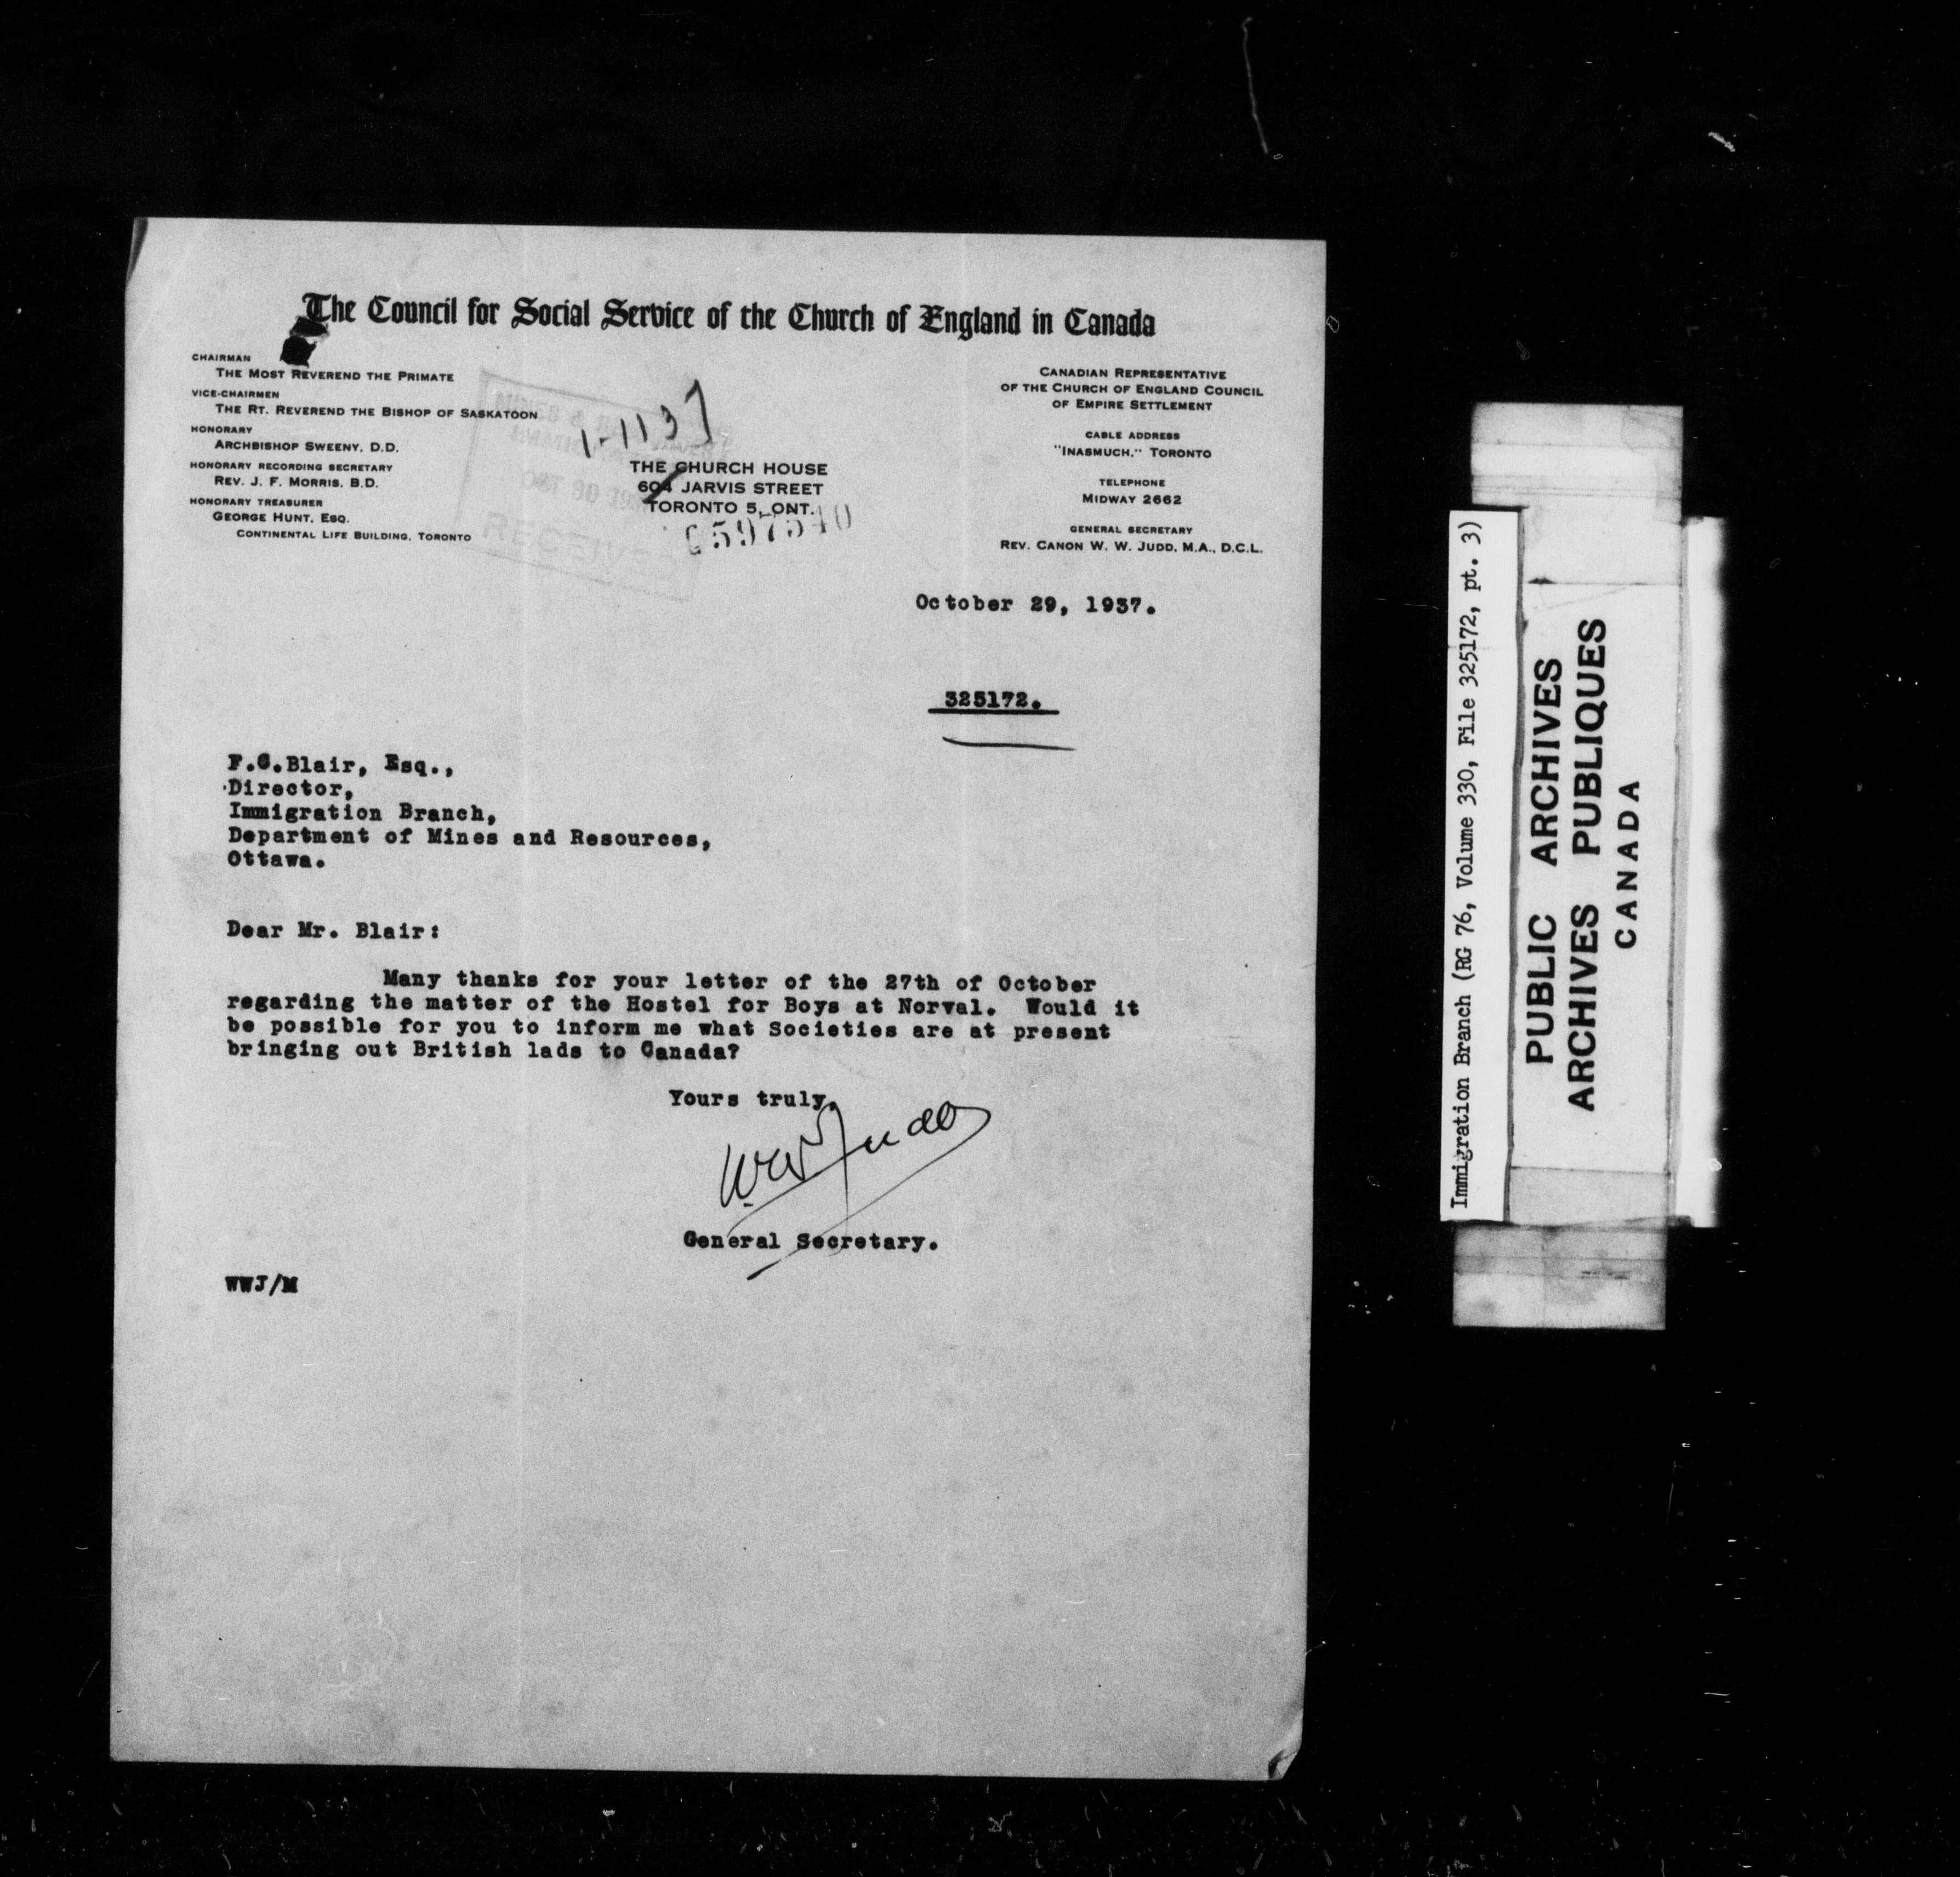 The Council for Social Service of the Church of England in Canada
CHAIRMAN
THE MOST REVEREND THE PRIMATE
VICE-CHAIRMEN
THE RT. REVEREND THE BISHOP OF SASKATOON
HONORARY
ARCHBISHOP SWEENY, D.D.
HONORARY RECORDING SECRETARY
REV. J. F. MORRIS, B.D.
HONORARY TREASURER
GEORGE HUNT, ESQ.
CONTINENTAL LIFE BUILDING, TORONTO
1-1137
THE CHURCH HOUSE
604 JARVIS STREET
TORONTO 5, ONT.
597540
OCT 30
RECEIVED
CANADIAN REPRESENTATIVE
OF THE CHURCH OF ENGLAND COUNCIL
OF EMPIRE SETTLEMENT
CABLE ADDRESS
"INASMUCH," TORONTO
TELEPHONE
MIDWAY 2662
GENERAL SECRETARY
REV. CANON W. W. JUDD, M.A., D.C.L.
October 29, 1937.
325172.
F.C.Blair, Esq.,
Director,
Immigration Branch,
Department of Mines and Resources,
Ottawa.
Dear Mr. Blair:
Many thanks for your letter of the 27th of October
regarding the matter of the Hostel for Boys at Norval. Would it
be possible for you to inform me what Societies are at present
bringing out British lads to Canada?
Yours truly,
W.W. Judd
General Secretary.
WWJ/M
Immigration Branch (RG 76, Volume 330, File 325172, pt. 3)
PUBLIC ARCHIVES
ARCHIVES PUBLIQUES
CANADA